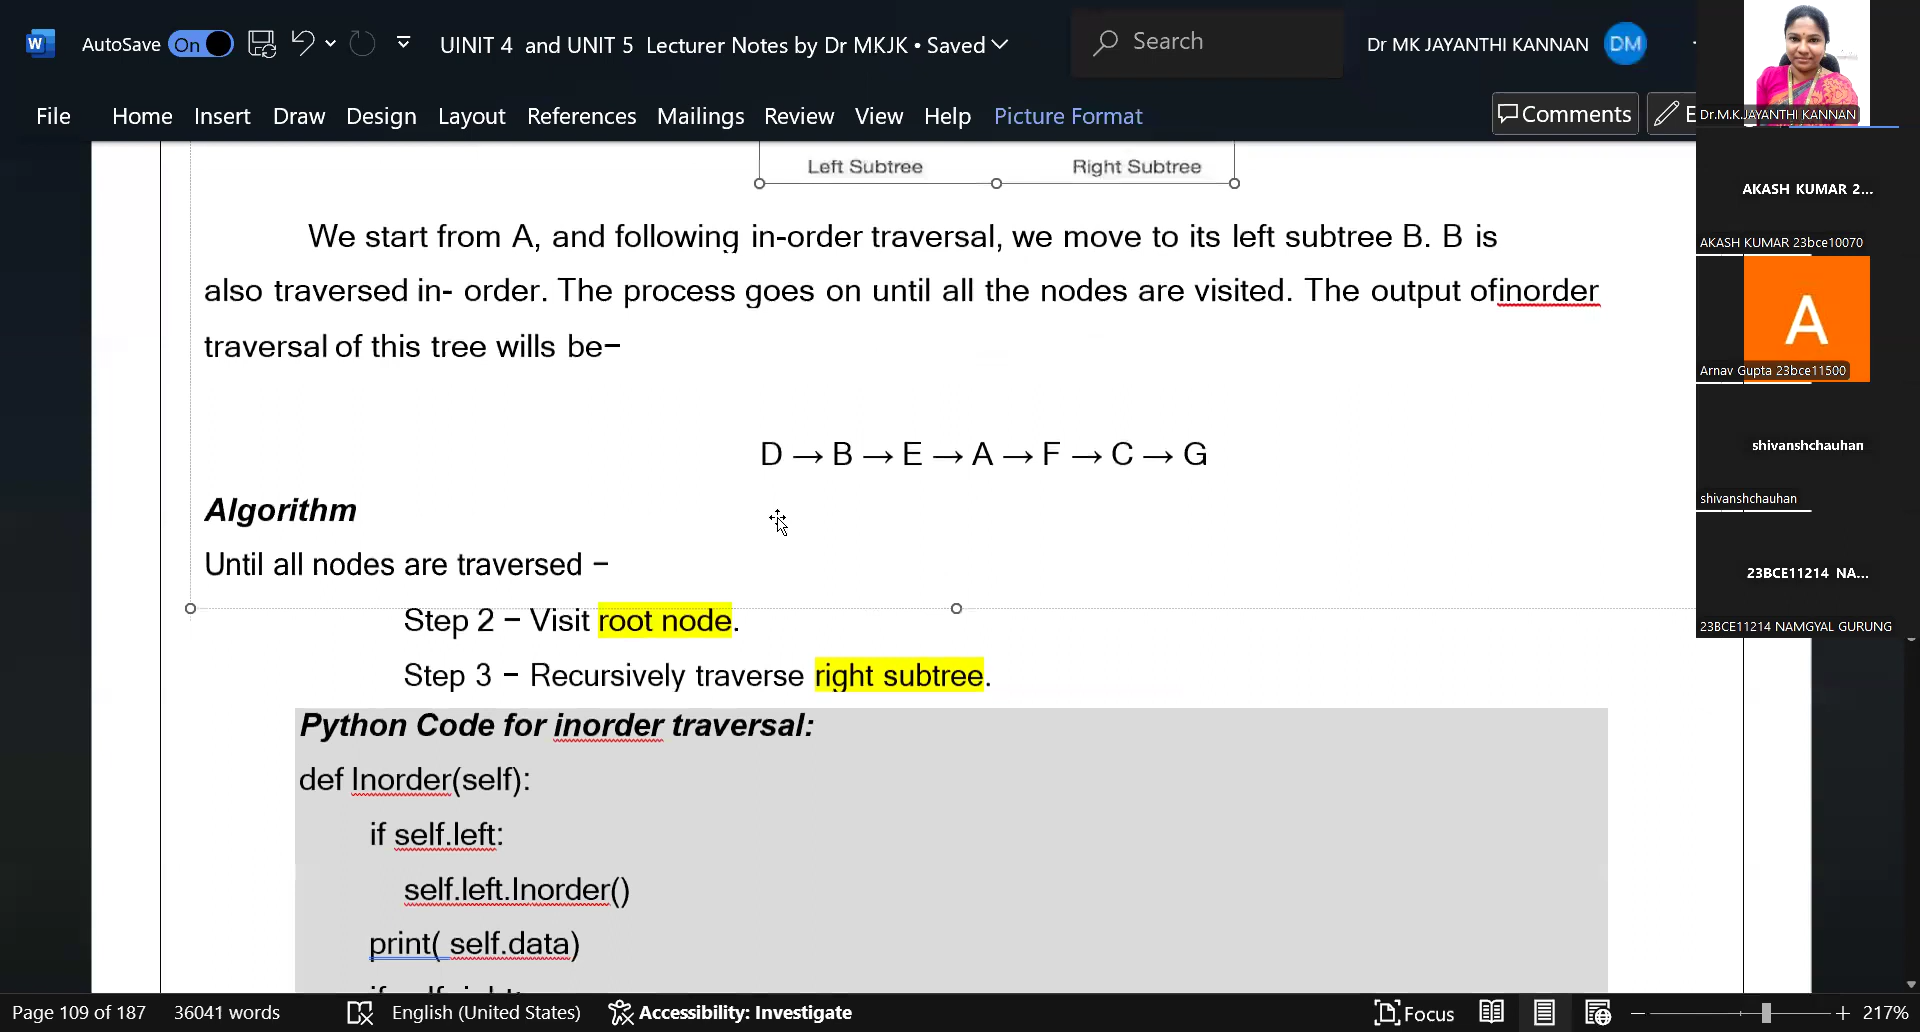 AutoSave On UINIT 4 and UNIT 5 Lecturer Notes by Dr MKJK • Saved Search Dr MK JAYANTHI KANNAN DM
File Home Insert Draw Design Layout References Mailings Review View Help Picture Format Comments E
Dr.M.K.JAYANTHI KANNAN
Left Subtree Right Subtree
We start from A, and following in-order traversal, we move to its left subtree B. B is
also traversed in- order. The process goes on until all the nodes are visited. The output ofinorder
traversal of this tree wills be−
D → B → E → A → F → C → G
Algorithm
Until all nodes are traversed −
Step 2 − Visit root node.
Step 3 − Recursively traverse right subtree.
Python Code for inorder traversal:
def Inorder(self):
if self.left:
self.left.Inorder()
print( self.data)
AKASH KUMAR 2...
AKASH KUMAR 23bce10070
A
Arnav Gupta 23bce11500
shivanshchauhan
shivanshchauhan
23BCE11214 NA...
23BCE11214 NAMGYAL GURUNG
Page 109 of 187 36041 words English (United States) Accessibility: Investigate Focus 217%